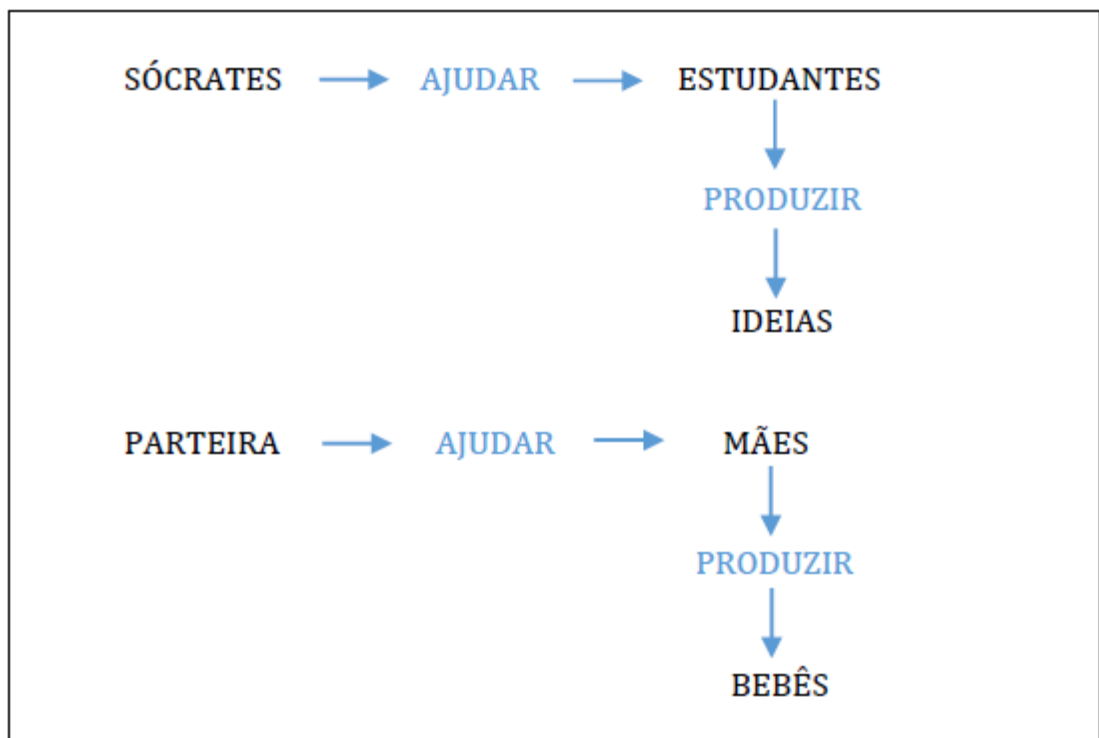 SÓCRATES AJUDAR ESTUDANTES
PRODUZIR
IDEIAS
PARTEIRA AJUDAR MÃES
PRODUZIR
BEBÊS